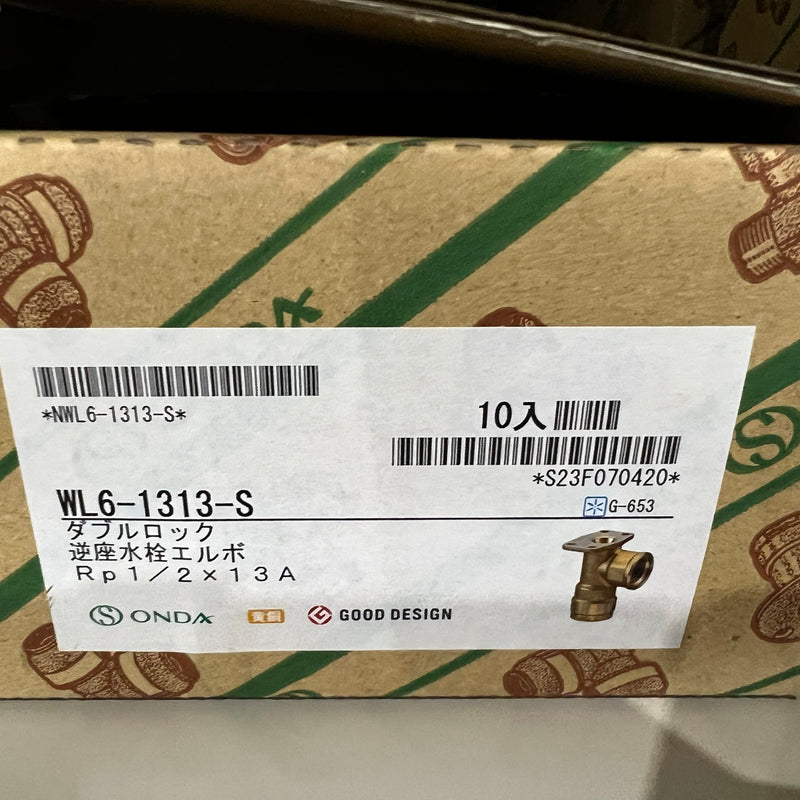 *NWL6-1313-S*
10入
*S23F070420*
WL6-1313-S
G-653
ダブルロック
逆座水栓エルボ
Rp1/2×13A
ONDA
黄銅
GOOD DESIGN